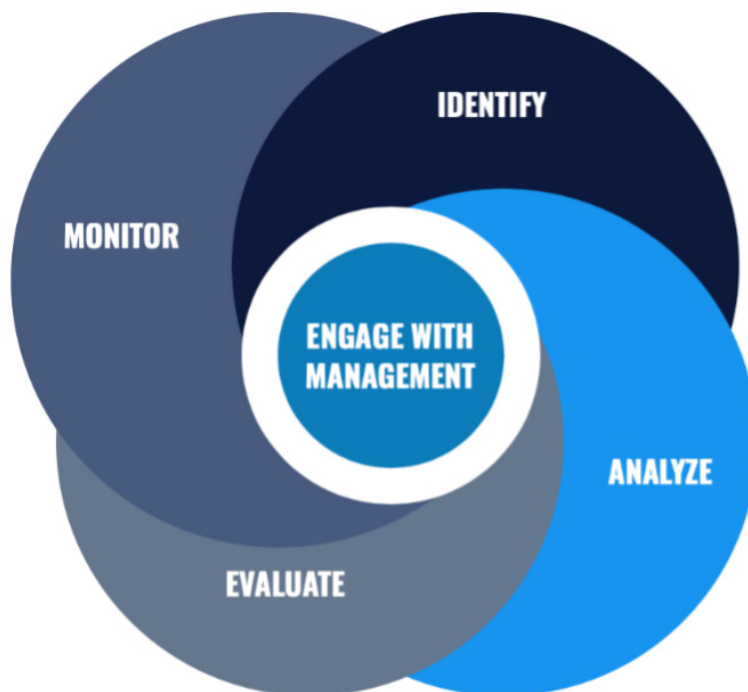 IDENTIFY
MONITOR
ENGAGE WITH
MANAGEMENT
ANALYZE
EVALUATE